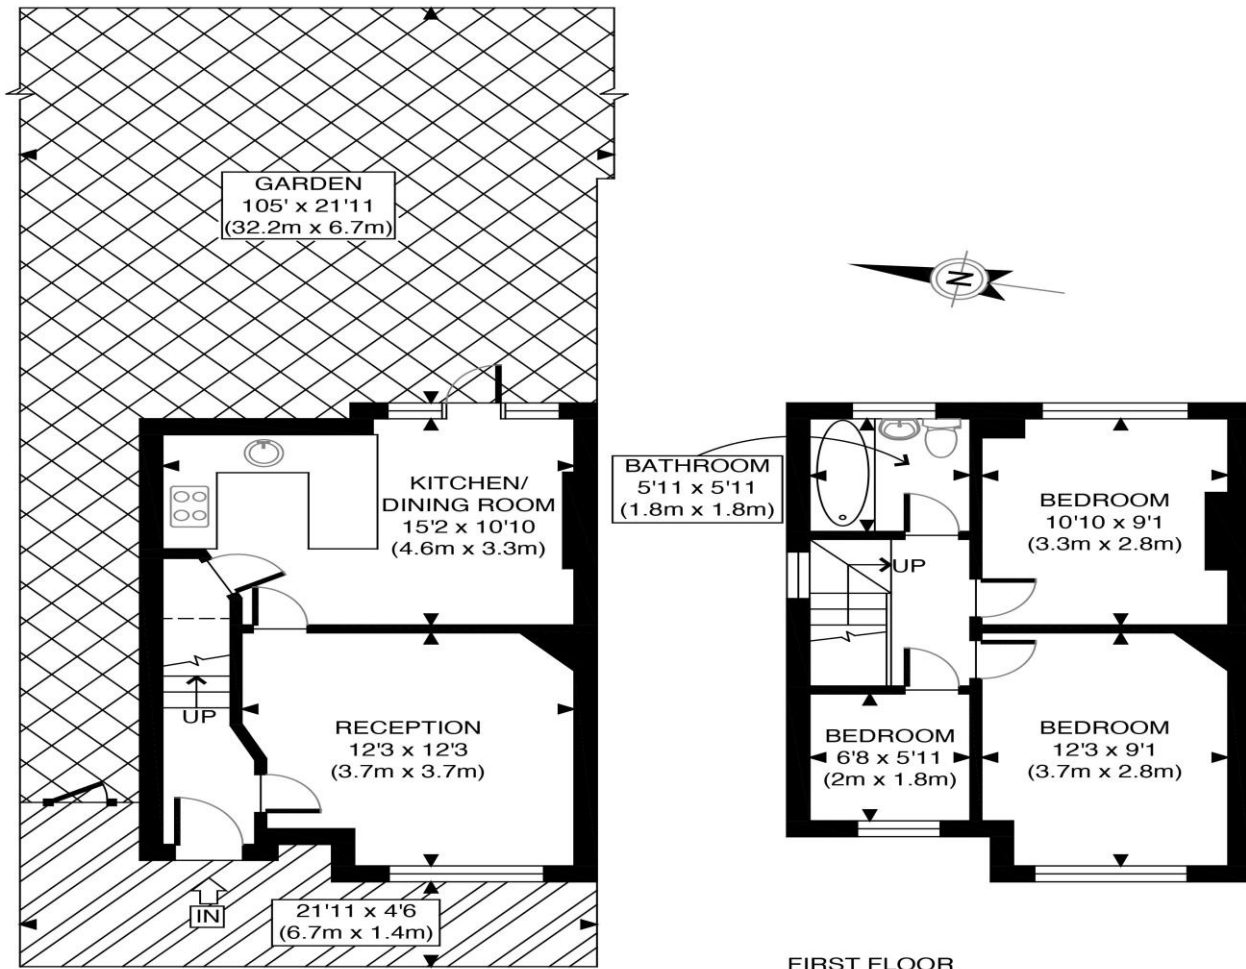 GARDEN
105' x 21'11
(32.2m x 6.7m)
N
KITCHEN/
DINING ROOM
15'2 x 10'10
(4.6m x 3.3m)
UP
RECEPTION
12'3 x 12'3
(3.7m x 3.7m)
IN
21'11 x 4'6
(6.7m x 1.4m)
BATHROOM
5'11 x 5'11
(1.8m x 1.8m)
BEDROOM
10'10 x 9'1
(3.3m x 2.8m)
UP
BEDROOM
6'8 x 5'11
(2m x 1.8m)
BEDROOM
12'3 x 9'1
(3.7m x 2.8m)
FIRST FLOOR